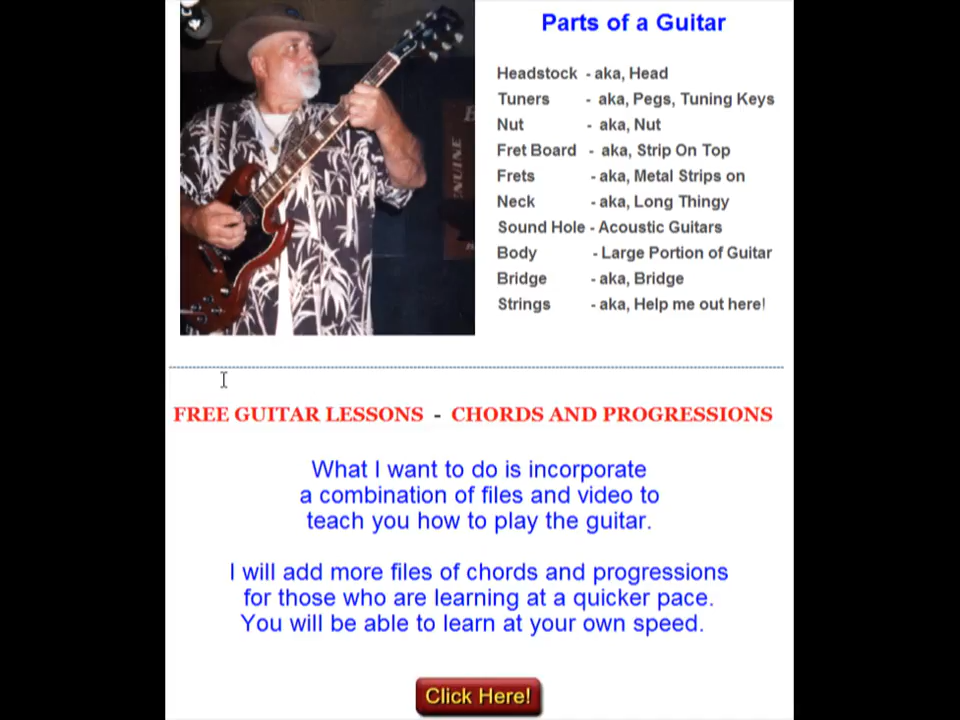 Parts of a Guitar
Headstock - aka, Head
Tuners - aka, Pegs, Tuning Keys
Nut - aka, Nut
Fret Board - aka, Strip On Top
Frets - aka, Metal Strips on
Neck - aka, Long Thingy
Sound Hole - Acoustic Guitars
Body - Large Portion of Guitar
Bridge - aka, Bridge
Strings - aka, Help me out here!
FREE GUITAR LESSONS - CHORDS AND PROGRESSIONS
What I want to do is incorporate
a combination of files and video to
teach you how to play the guitar.
I will add more files of chords and progressions
for those who are learning at a quicker pace.
You will be able to learn at your own speed.
Click Here!